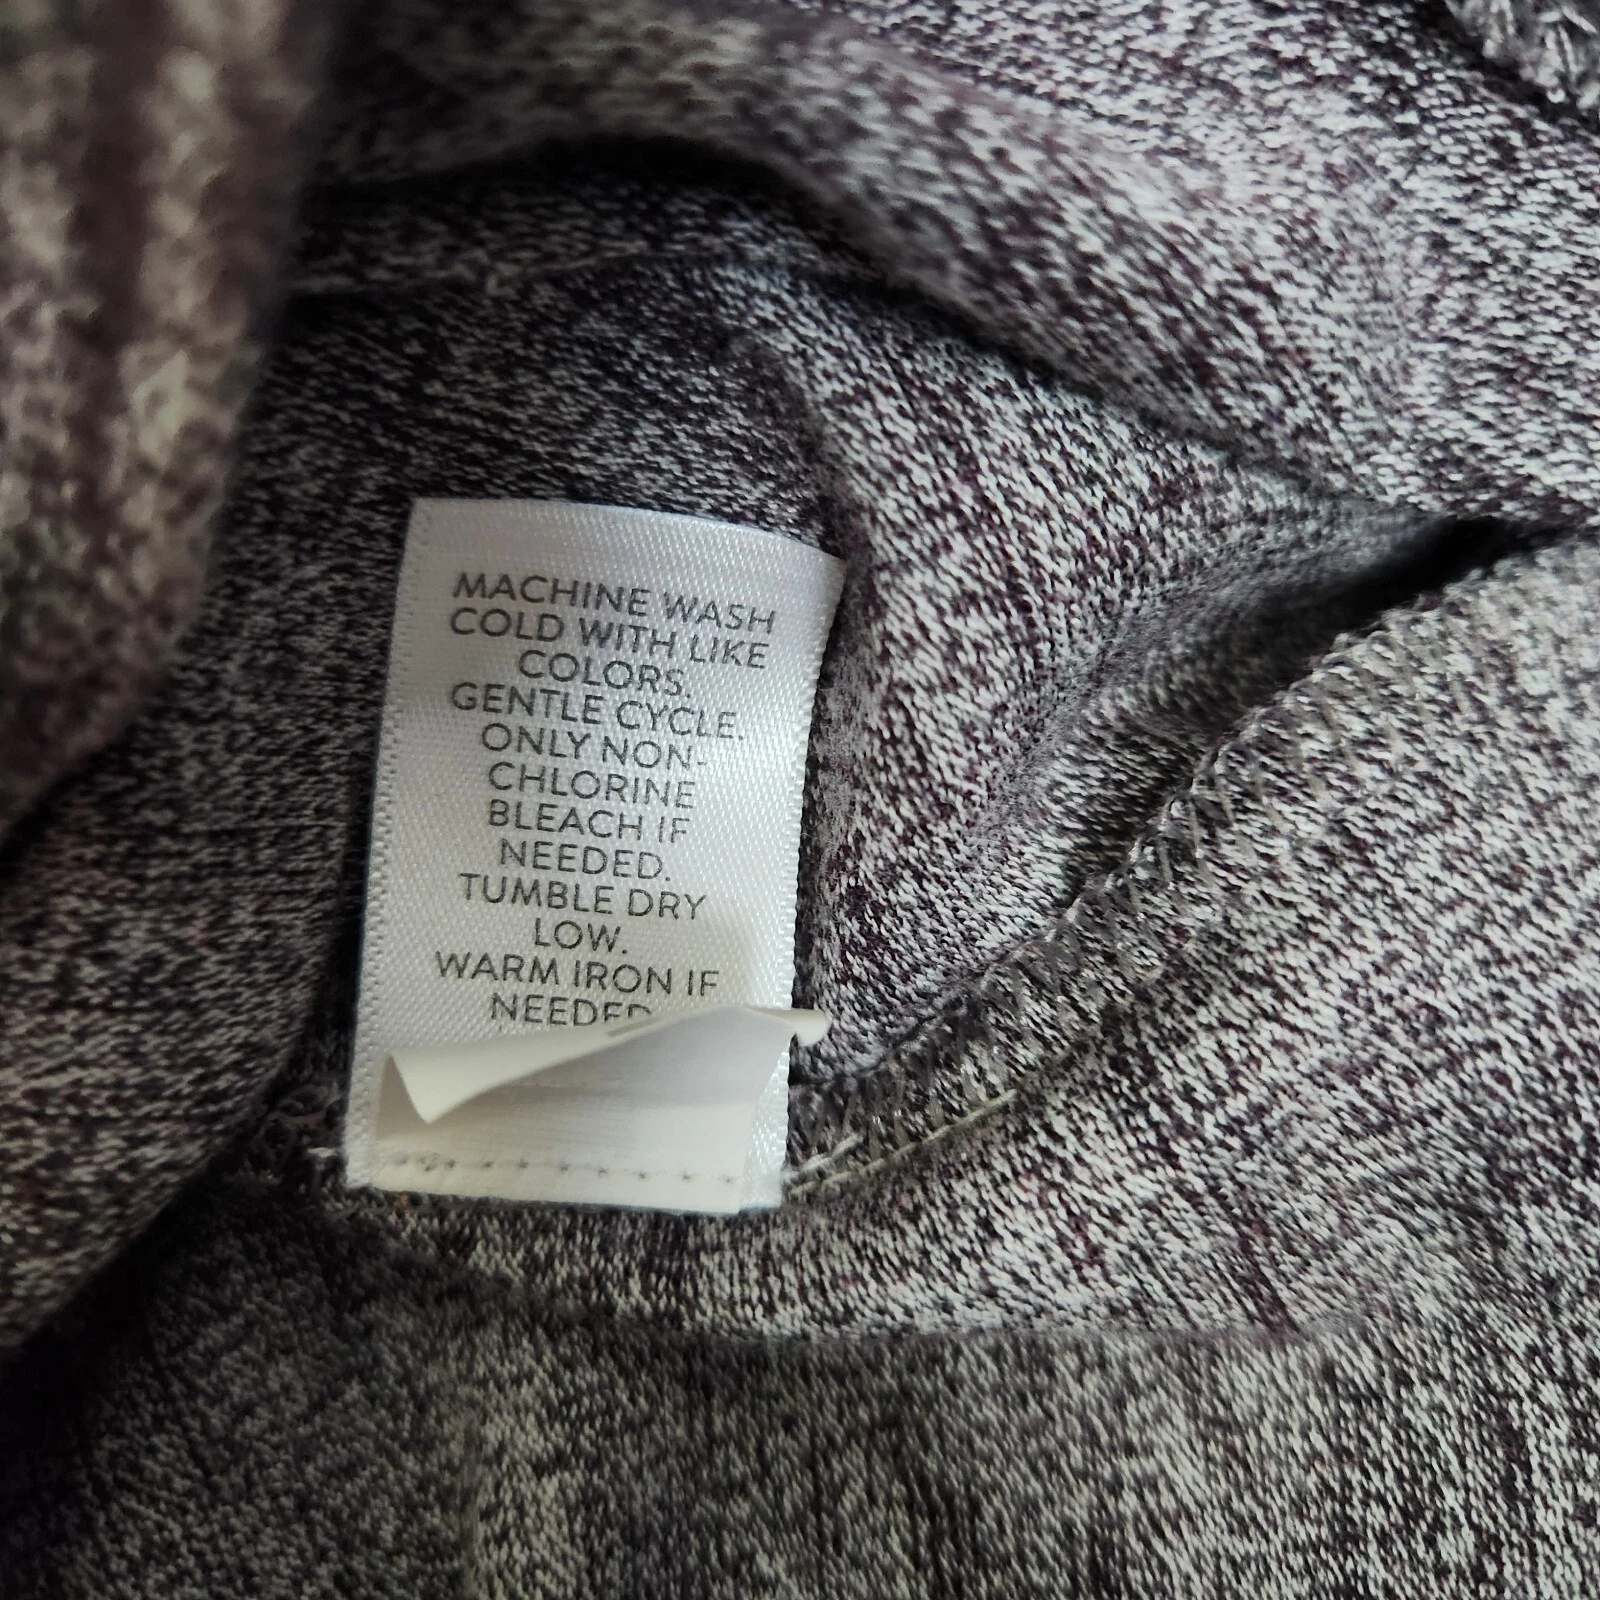 MACHINE WASH
COLD WITH LIKE
COLORS.
GENTLE CYCLE.
ONLY NON-
CHLORINE
BLEACH IF
NEEDED.
TUMBLE DRY
LOW.
WARM IRON IF
NEEDED